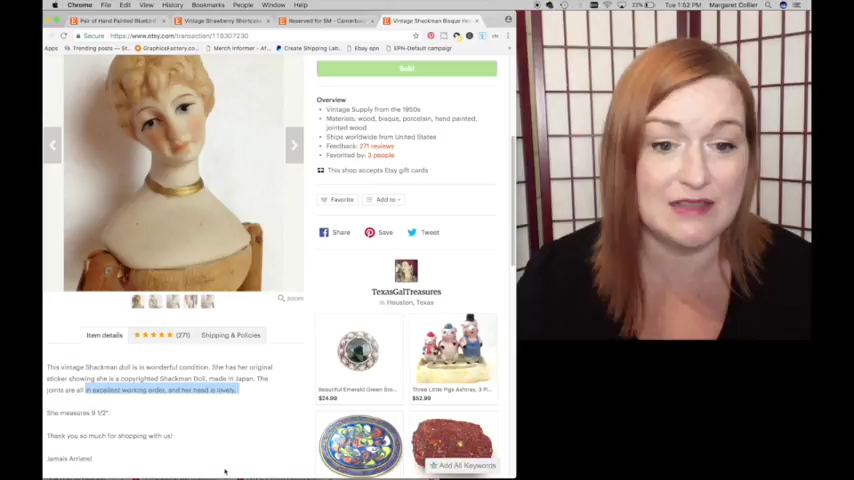 Chrome File Edit View History Bookmarks People Window Help
33% Tue 1:52 PM Margaret Collier
Pair of Hand Painted Bluebird
Vintage Strawberry Shortcake
Reserved for SM - Canterbury
Vintage Shackman Bisque He
Secure https://www.etsy.com/transaction/119307230
Apps Trending posts — St... GraphicsFactory.co... Merch Informer - Af... Create Shipping Lab... Ebay epn EPN-Default campaign
Sold
Overview
• Vintage Supply from the 1950s
• Materials: wood, bisque, porcelain, hand painted,
jointed wood
• Ships worldwide from United States
• Feedback: 271 reviews
• Favorited by: 3 people
This shop accepts Etsy gift cards
Favorite Add to
Share Save Tweet
zoom
TexasGalTreasures
in Houston, Texas
Item details (271) Shipping & Policies
This vintage Shackman doll is in wonderful condition. She has her original
sticker showing she is a copyrighted Shackman Doll, made in Japan. The
joints are all in excellent working order, and her head is lovely.
She measures 9 1/2".
Thank you so much for shopping with us!
Jamais Arriere!
Beautiful Emerald Green Sno...
$24.99
Three Little Pigs Ashtray, 3 Pi...
$52.99
Add All Keywords